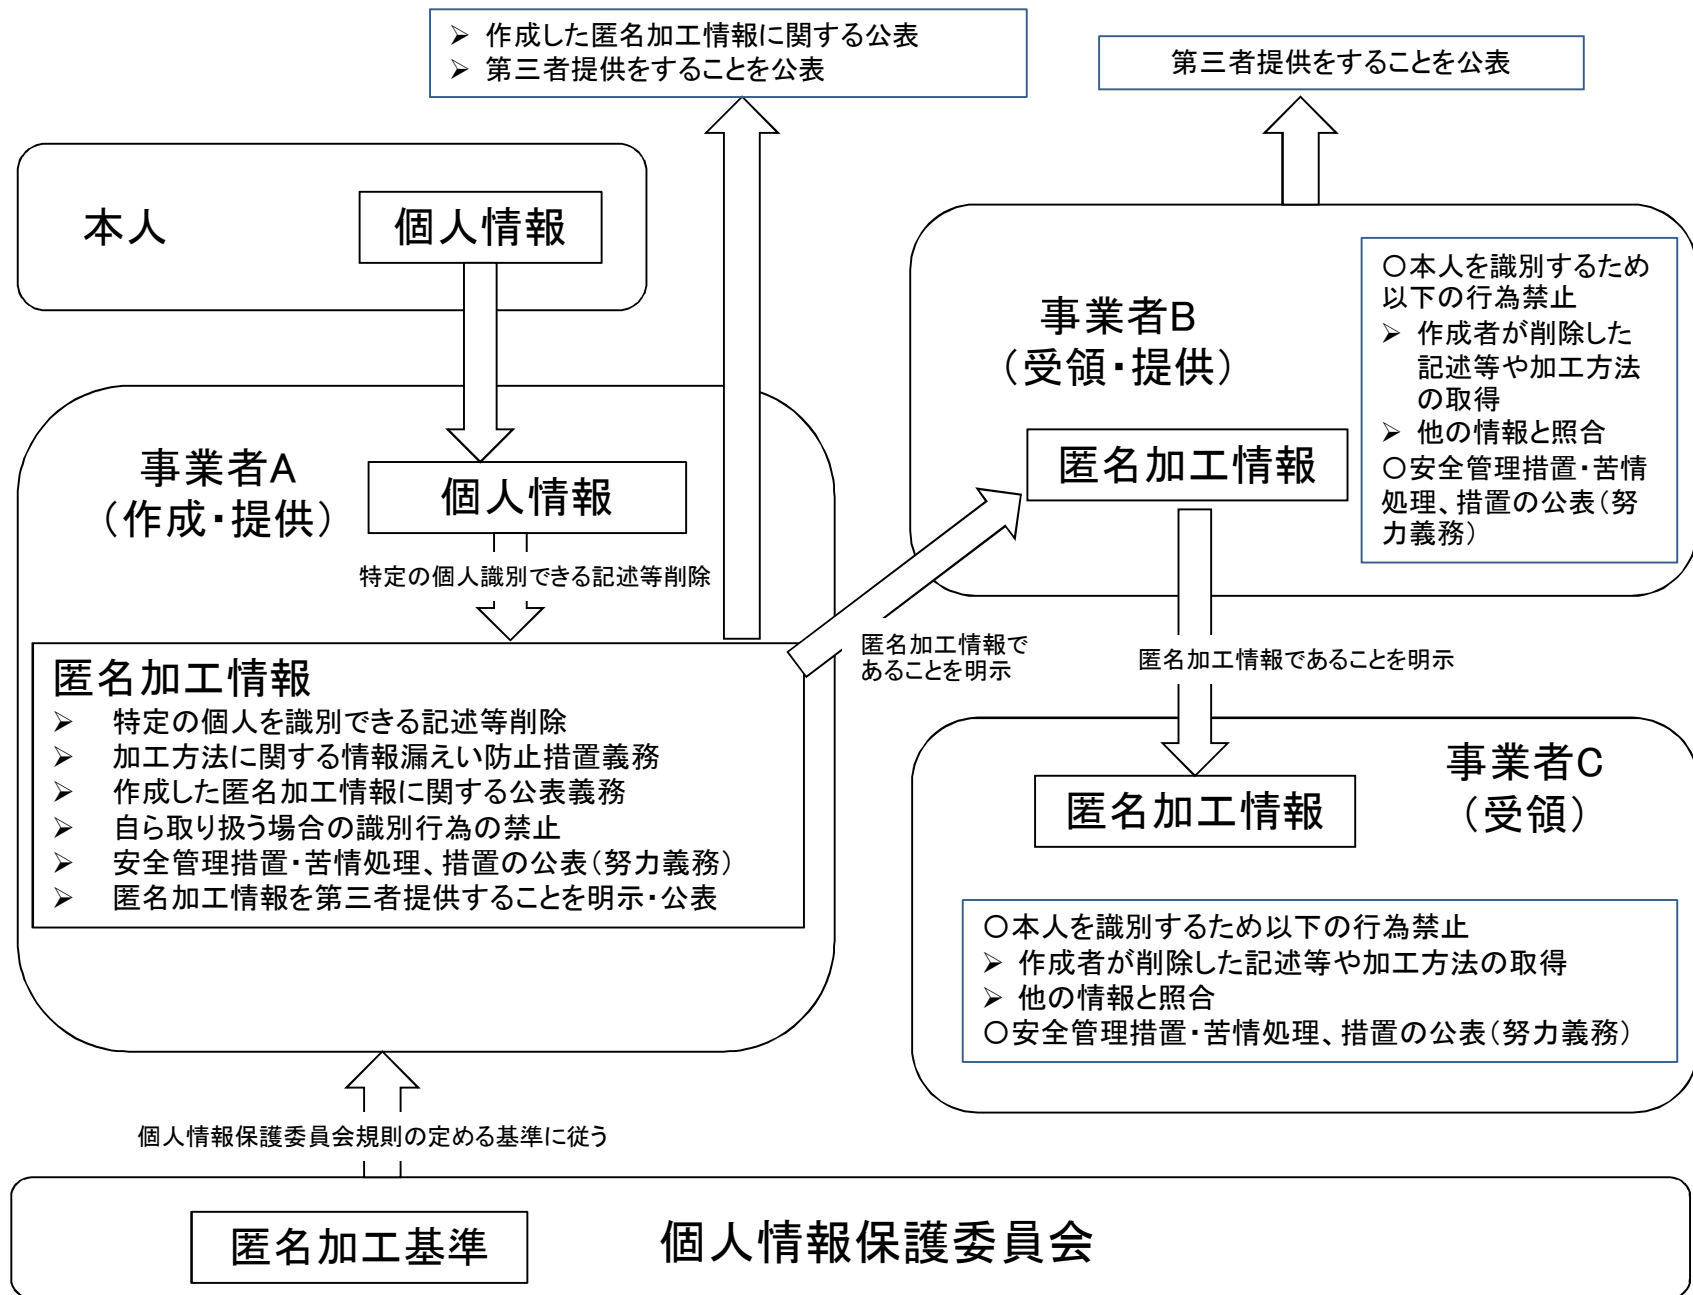 ➢ 作成した匿名加工情報に関する公表
➢ 第三者提供をすることを公表
第三者提供をすることを公表
本人
個人情報
事業者A
（作成・提供）
個人情報
特定の個人識別できる記述等削除
匿名加工情報
➢ 特定の個人を識別できる記述等削除
➢ 加工方法に関する情報漏えい防止措置義務
➢ 作成した匿名加工情報に関する公表義務
➢ 自ら取り扱う場合の識別行為の禁止
➢ 安全管理措置・苦情処理、措置の公表（努力義務）
➢ 匿名加工情報を第三者提供することを明示・公表
匿名加工情報で
あることを明示
事業者B
（受領・提供）
匿名加工情報
〇本人を識別するため
以下の行為禁止
➢ 作成者が削除した
記述等や加工方法
の取得
➢ 他の情報と照合
〇安全管理措置・苦情
処理、措置の公表（努
力義務）
匿名加工情報であることを明示
事業者C
（受領）
匿名加工情報
〇本人を識別するため以下の行為禁止
➢ 作成者が削除した記述等や加工方法の取得
➢ 他の情報と照合
〇安全管理措置・苦情処理、措置の公表（努力義務）
個人情報保護委員会規則の定める基準に従う
匿名加工基準
個人情報保護委員会